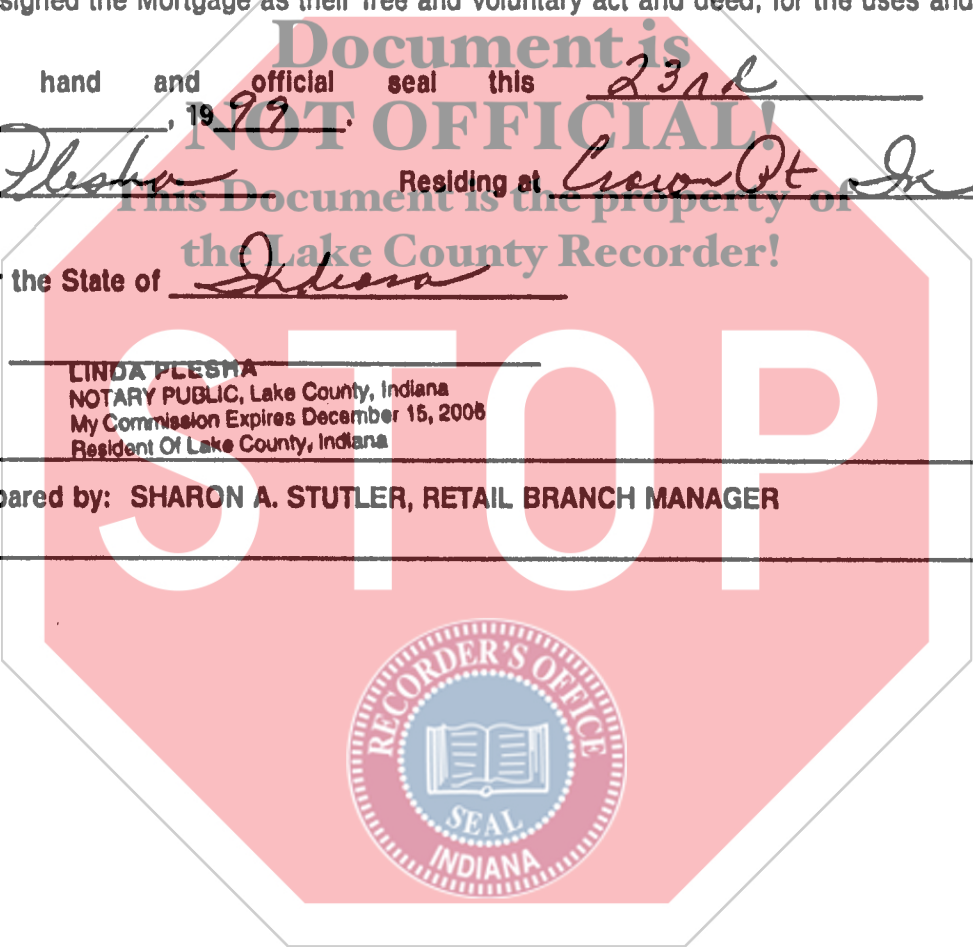 signed the Mortgage as their free and voluntary act and deed, for the uses and
Document is
hand and official seal this 23rd
, 1999.
NOT OFFICIAL!
Plesha Residing at Crown Pt In
This Document is the property of
the Lake County Recorder!
the State of Indiana
STOP
LINDA PLESHA
NOTARY PUBLIC, Lake County, Indiana
My Commission Expires December 15, 2006
Resident Of Lake County, Indiana
pared by: SHARON A. STUTLER, RETAIL BRANCH MANAGER
RECORDER'S OFFICE
SEAL
INDIANA